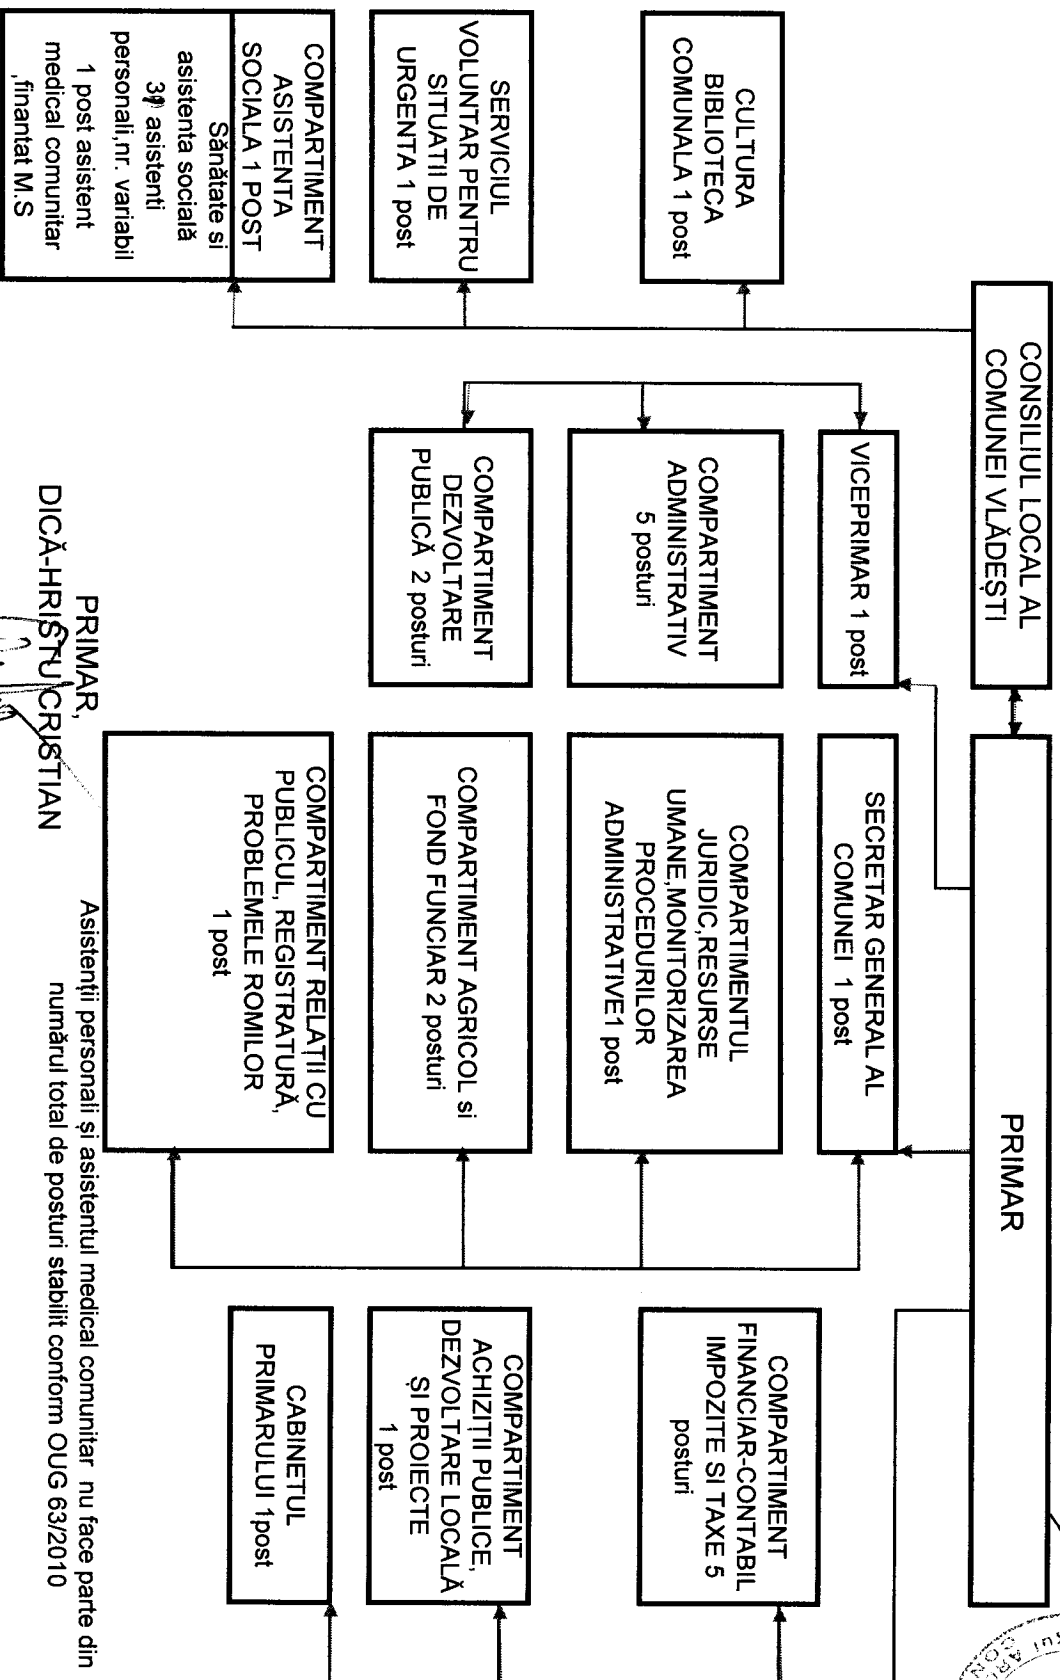 CONSILIUL LOCAL AL
COMUNEI VLĂDEȘTI
PRIMAR
CULTURA
BIBLIOTECA
COMUNALA 1 post
SERVICIUL
VOLUNTAR PENTRU
SITUATII DE
URGENTA 1 post
COMPARTIMENT
ASISTENTA
SOCIALA 1 POST
Sănătate si
asistenta socială
asistenti
personali,nr. variabil
1 post asistent
medical comunitar
,finantat M.S
VICEPRIMAR 1 post
COMPARTIMENT
ADMINISTRATIV
5 posturi
COMPARTIMENT
DEZVOLTARE
PUBLICĂ 2 posturi
SECRETAR GENERAL AL
COMUNEI 1 post
COMPARTIMENTUL
JURIDIC,RESURSE
UMANE,MONITORIZAREA
PROCEDURILOR
ADMINISTRATIVE1 post
COMPARTIMENT AGRICOL si
FOND FUNCIAR 2 posturi
COMPARTIMENT RELAȚII CU
PUBLICUL, REGISTRATURĂ,
PROBLEMELE ROMILOR
1 post
COMPARTIMENT
FINANCIAR-CONTABIL
IMPOZITE SI TAXE 5
posturi
COMPARTIMENT
ACHIZIȚII PUBLICE,
DEZVOLTARE LOCALĂ
ȘI PROIECTE
1 post
CABINETUL
PRIMARULUI 1post
PRIMAR,
DICĂ-HRISTU CRISTIAN
Asistenții personali și asistentul medical comunitar nu face parte din
numărul total de posturi stabilit conform OUG 63/2010